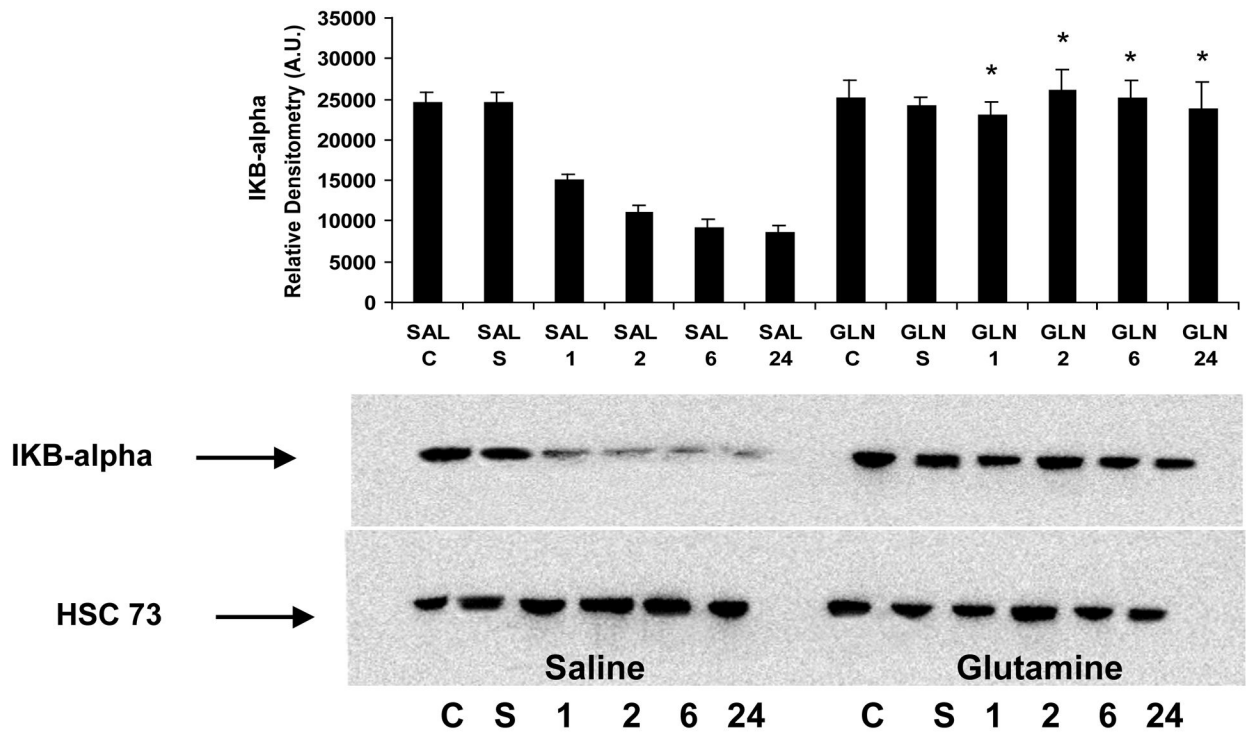 IKB-alpha
Relative Densitometry (A.U.)
35000
30000
25000
20000
15000
10000
5000
0
* * * *
SAL SAL SAL SAL SAL SAL GLN GLN GLN GLN GLN GLN
C S 1 2 6 24 C S 1 2 6 24
IKB-alpha
HSC 73
Saline Glutamine
C S 1 2 6 24 C S 1 2 6 24